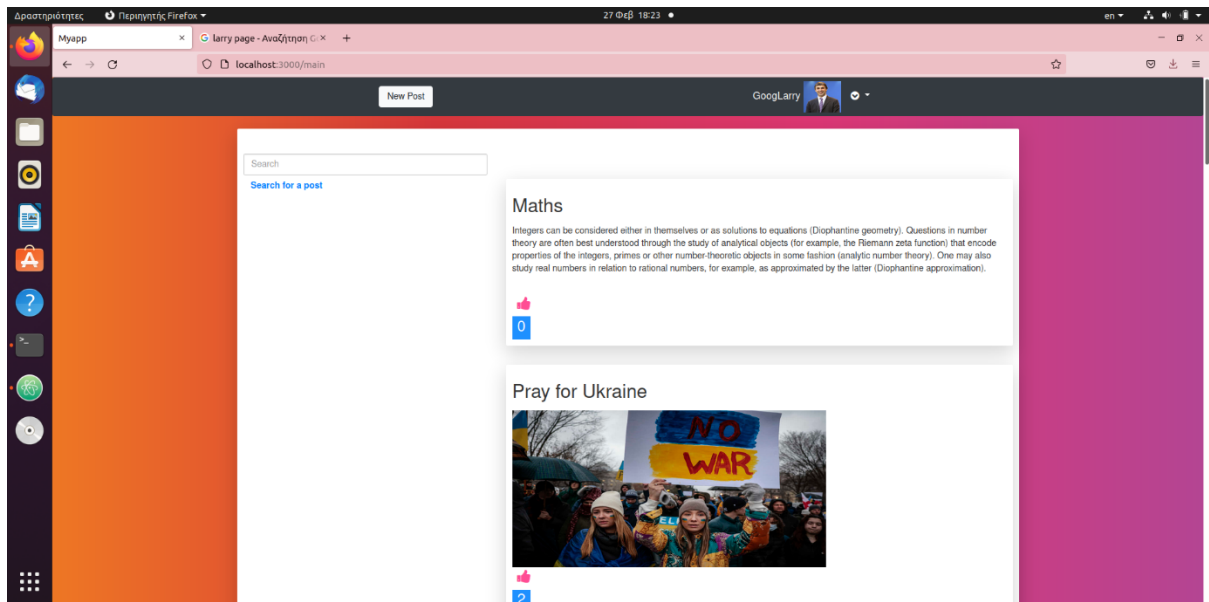 Δραστηριότητες Περιηγητής Firefox 27 Φεβ 18:23 en
Myapp larry page - Αναζήτηση G
localhost:3000/main
New Post GoogLarry
Search
Search for a post
Maths
Integers can be considered either in themselves or as solutions to equations (Diophantine geometry). Questions in number
theory are often best understood through the study of analytical objects (for example, the Riemann zeta function) that encode
properties of the integers, primes or other number-theoretic objects in some fashion (analytic number theory). One may also
study real numbers in relation to rational numbers, for example, as approximated by the latter (Diophantine approximation).
0
Pray for Ukraine
NO
WAR
2